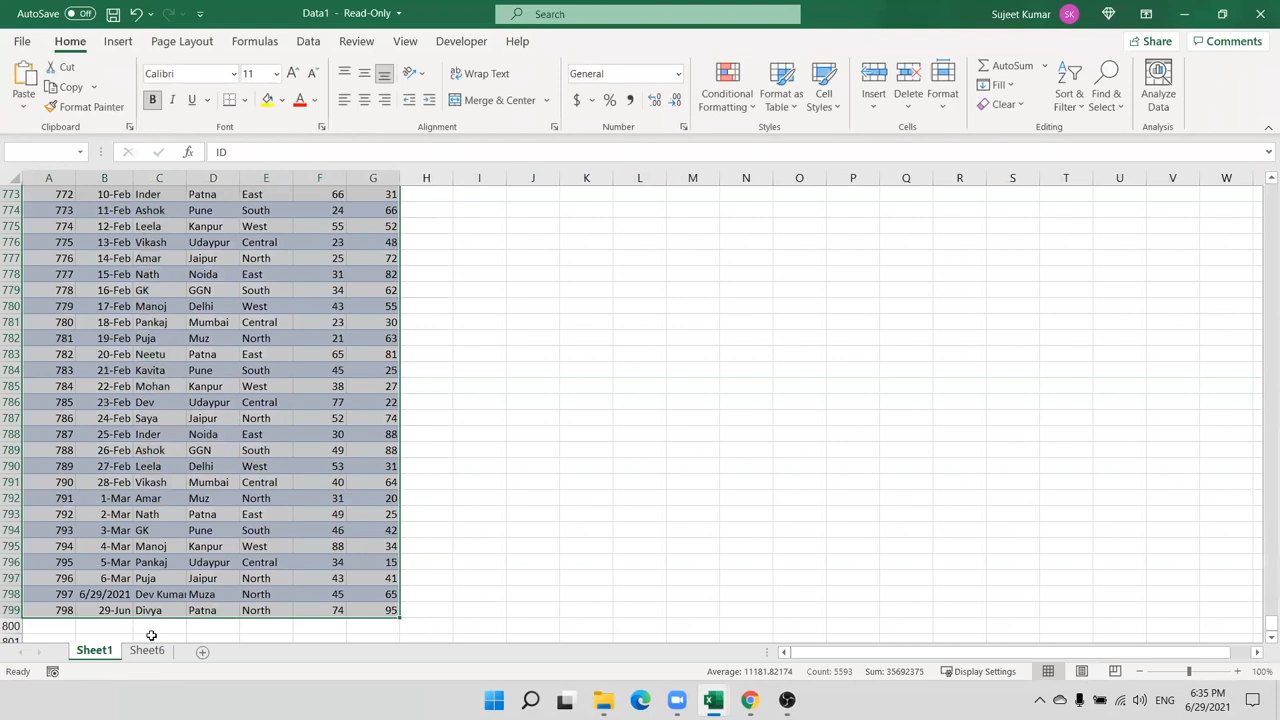 AutoSave Off Data1 - Read-Only Search Sujeet Kumar SK
File Home Insert Page Layout Formulas Data Review View Developer Help Share Comments
Paste Cut Copy Format Painter Clipboard
Calibri 11 B I U Font
Wrap Text Merge & Center Alignment
General $ % Number
Conditional Formatting Format as Table Cell Styles Styles
Insert Delete Format Cells
AutoSum Fill Clear Sort & Filter Find & Select Editing
Analyze Data Analysis
fx ID
A B C D E F G H I J K L M N O P Q R S T U V W
773 772 10-Feb Inder Patna East 66 31
774 773 11-Feb Ashok Pune South 24 66
775 774 12-Feb Leela Kanpur West 55 52
776 775 13-Feb Vikash Udaypur Central 23 48
777 776 14-Feb Amar Jaipur North 25 72
778 777 15-Feb Nath Noida East 31 82
779 778 16-Feb GK GGN South 34 62
780 779 17-Feb Manoj Delhi West 43 55
781 780 18-Feb Pankaj Mumbai Central 23 30
782 781 19-Feb Puja Muz North 21 63
783 782 20-Feb Neetu Patna East 65 81
784 783 21-Feb Kavita Pune South 45 25
785 784 22-Feb Mohan Kanpur West 38 27
786 785 23-Feb Dev Udaypur Central 77 22
787 786 24-Feb Saya Jaipur North 52 74
788 787 25-Feb Inder Noida East 30 88
789 788 26-Feb Ashok GGN South 49 88
790 789 27-Feb Leela Delhi West 53 31
791 790 28-Feb Vikash Mumbai Central 40 64
792 791 1-Mar Amar Muz North 31 20
793 792 2-Mar Nath Patna East 49 25
794 793 3-Mar GK Pune South 46 42
795 794 4-Mar Manoj Kanpur West 88 34
796 795 5-Mar Pankaj Udaypur Central 34 15
797 796 6-Mar Puja Jaipur North 43 41
798 797 6/29/2021 Dev Kumar Muza North 45 65
799 798 29-Jun Divya Patna North 74 95
800
801
Sheet1 Sheet6
Ready Average: 11181.82174 Count: 5593 Sum: 35692375 Display Settings 100%
ENG 6:35 PM
6/29/2021